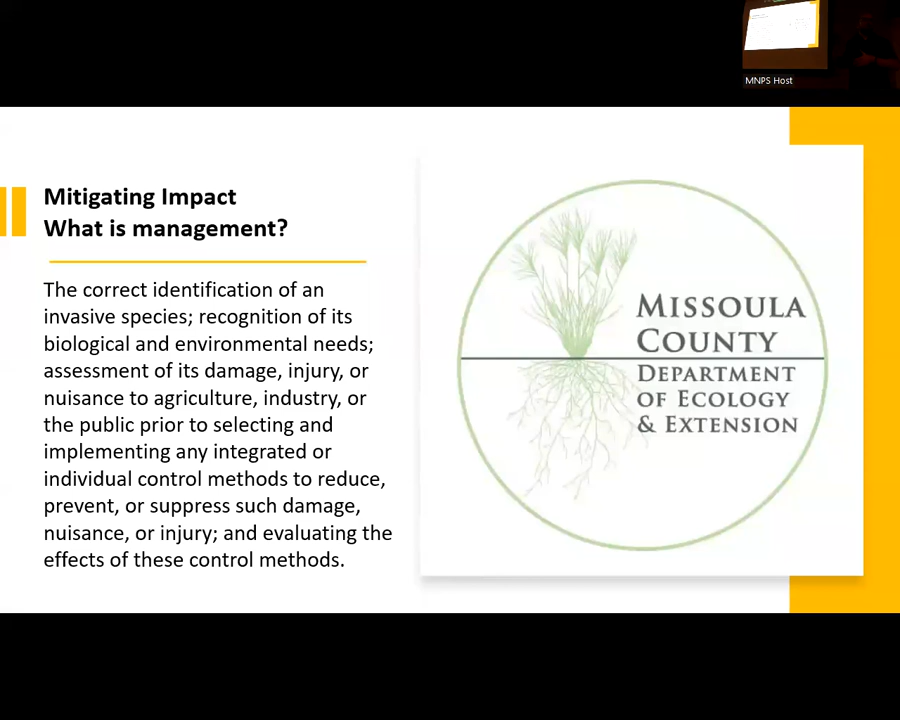 MNPS Host
Mitigating Impact
What is management?
The correct identification of an
invasive species; recognition of its
biological and environmental needs;
assessment of its damage, injury, or
nuisance to agriculture, industry, or
the public prior to selecting and
implementing any integrated or
individual control methods to reduce,
prevent, or suppress such damage,
nuisance, or injury; and evaluating the
effects of these control methods.
MISSOULA
COUNTY
DEPARTMENT
OF ECOLOGY
& EXTENSION